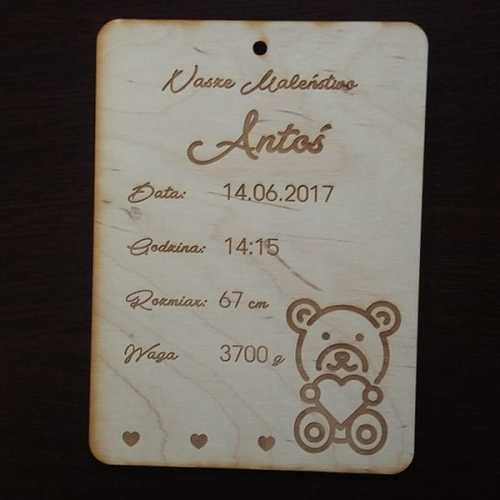 Nasze Maleństwo
Antoś
Data: 14.06.2017
Godzina: 14:15
Rozmiar: 67 cm
Waga 3700 g